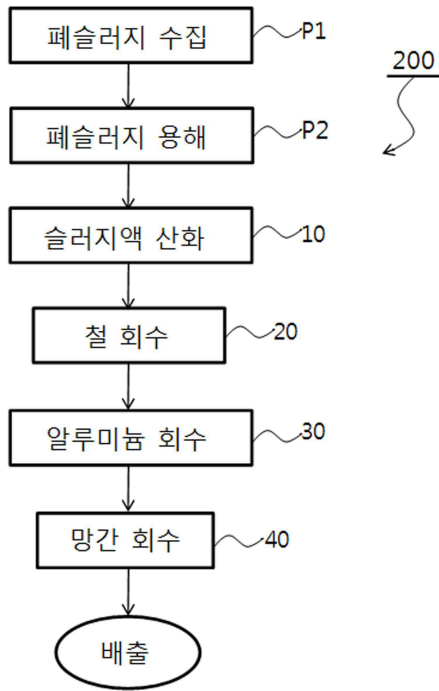 폐슬러지 수집 P1
200
폐슬러지 용해 P2
슬러지액 산화 10
철 회수 20
알루미늄 회수 30
망간 회수 40
배출